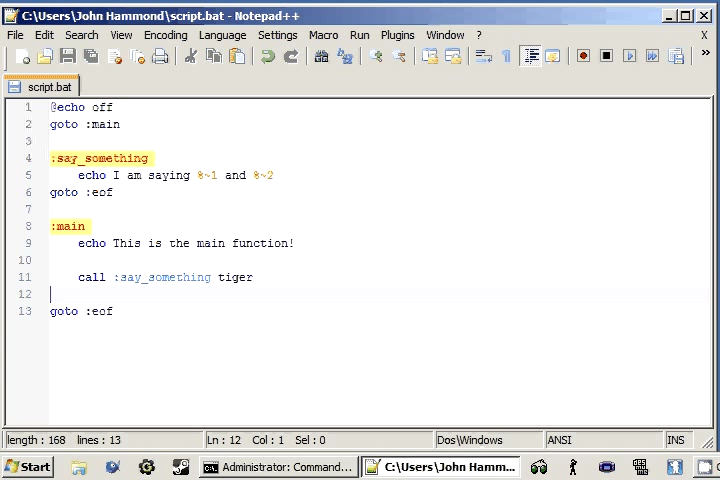 C:\Users\John Hammond\script.bat - Notepad++
File Edit Search View Encoding Language Settings Macro Run Plugins Window ? X
script.bat
1 @echo off
2 goto :main
3
4 :say_something
5 echo I am saying %~1 and %~2
6 goto :eof
7
8 :main
9 echo This is the main function!
10
11 call :say_something tiger
12
13 goto :eof
length : 168 lines : 13 Ln : 12 Col : 1 Sel : 0 Dos\Windows ANSI INS
Start Administrator: Command... C:\Users\John Hamm...